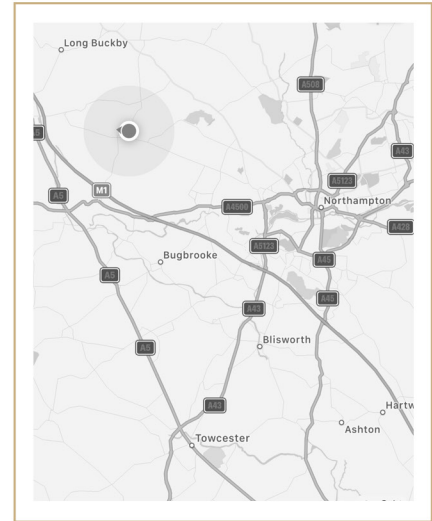 Long Buckby
A508
A43
A5123
M1
A5
Northampton
A4500
A428
A5123
A45
Bugbrooke
A5
A45
A43
Blisworth
A5
A43
Hartw
Ashton
Towcester